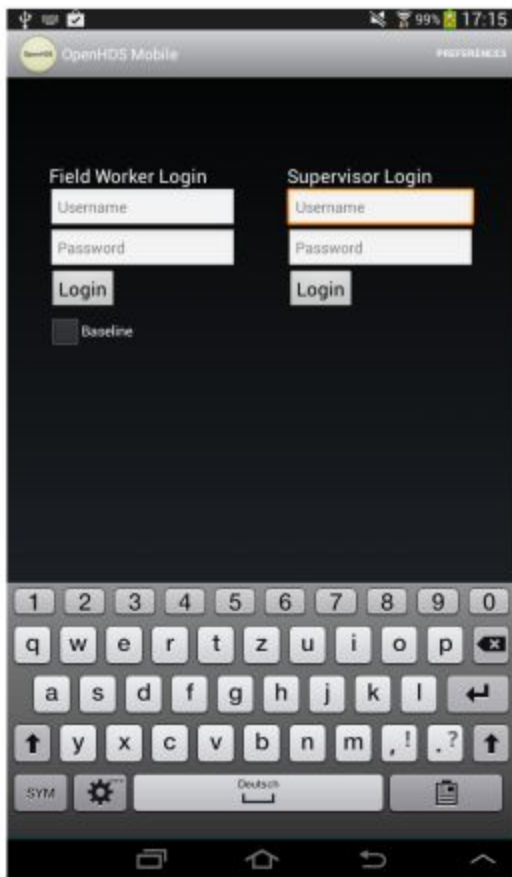 99% 17:15
OpenHDS OpenHDS Mobile PREFERENCES
Field Worker Login Supervisor Login
Username Username
Password Password
Login Login
Baseline
1 2 3 4 5 6 7 8 9 0
q w e r t z u i o p
a s d f g h j k l
y x c v b n m , ! . ?
SYM Deutsch